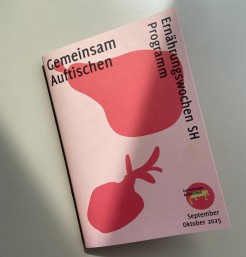 Gemeinsam
Auftischen
Ernährungswochen SH
Programm
September
Oktober 2025